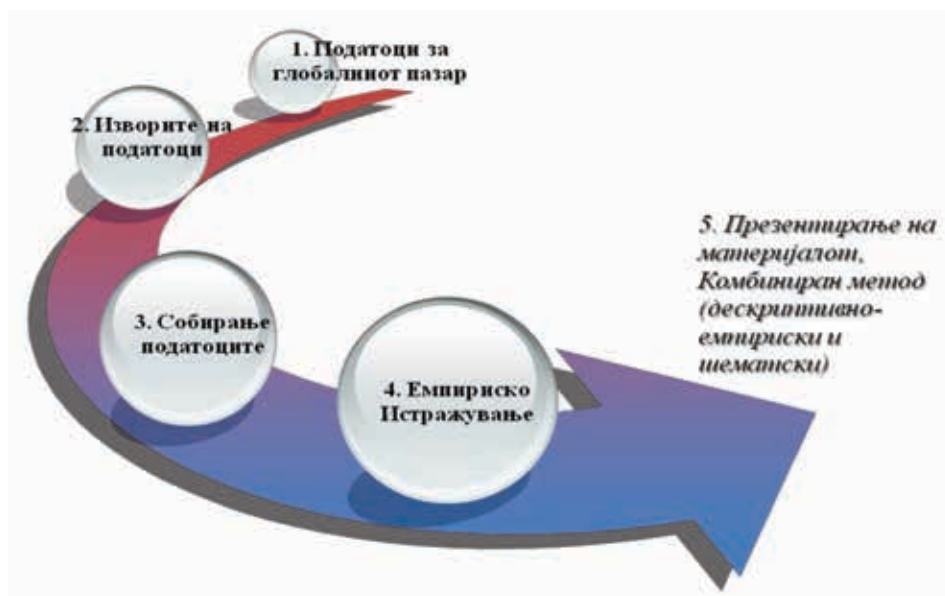 1. Податоци за
глобалниот пазар
2. Изворите на
податоци
3. Собирање
податоците
4. Емпириско
Истражување
5. Презентирање на
материјалот,
Комбиниран метод
(дескриптивно-
емпириски и
шематски)